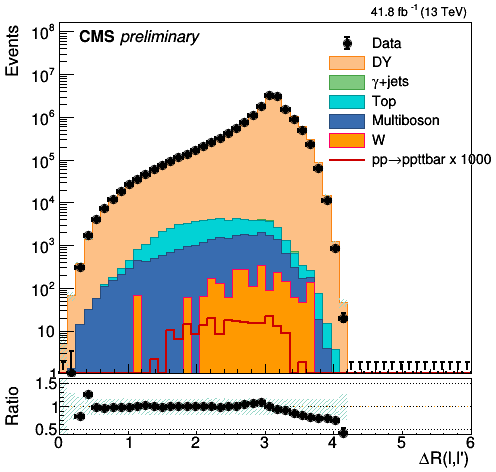 41.8 fb⁻¹ (13 TeV)
CMS preliminary
Events
10⁸
10⁷
10⁶
10⁵
10⁴
10³
10²
10
1
Data
DY
γ+jets
Top
Multiboson
W
pp→ppttbar x 1000
Ratio
1.5
1
0.5
0 1 2 3 4 5 6
ΔR(l,l')